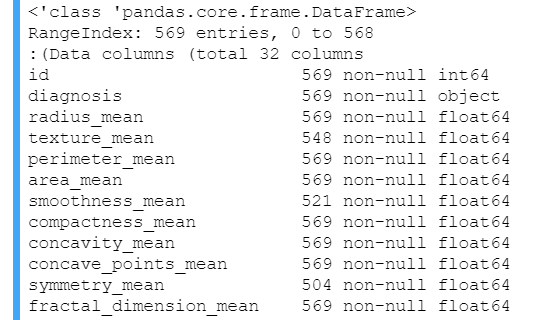 <'class 'pandas.core.frame.DataFrame>
RangeIndex: 569 entries, 0 to 568
:(Data columns (total 32 columns
id 569 non-null int64
diagnosis 569 non-null object
radius_mean 569 non-null float64
texture_mean 548 non-null float64
perimeter_mean 569 non-null float64
area_mean 569 non-null float64
smoothness_mean 521 non-null float64
compactness_mean 569 non-null float64
concavity_mean 569 non-null float64
concave_points_mean 569 non-null float64
symmetry_mean 504 non-null float64
fractal_dimension_mean 569 non-null float64